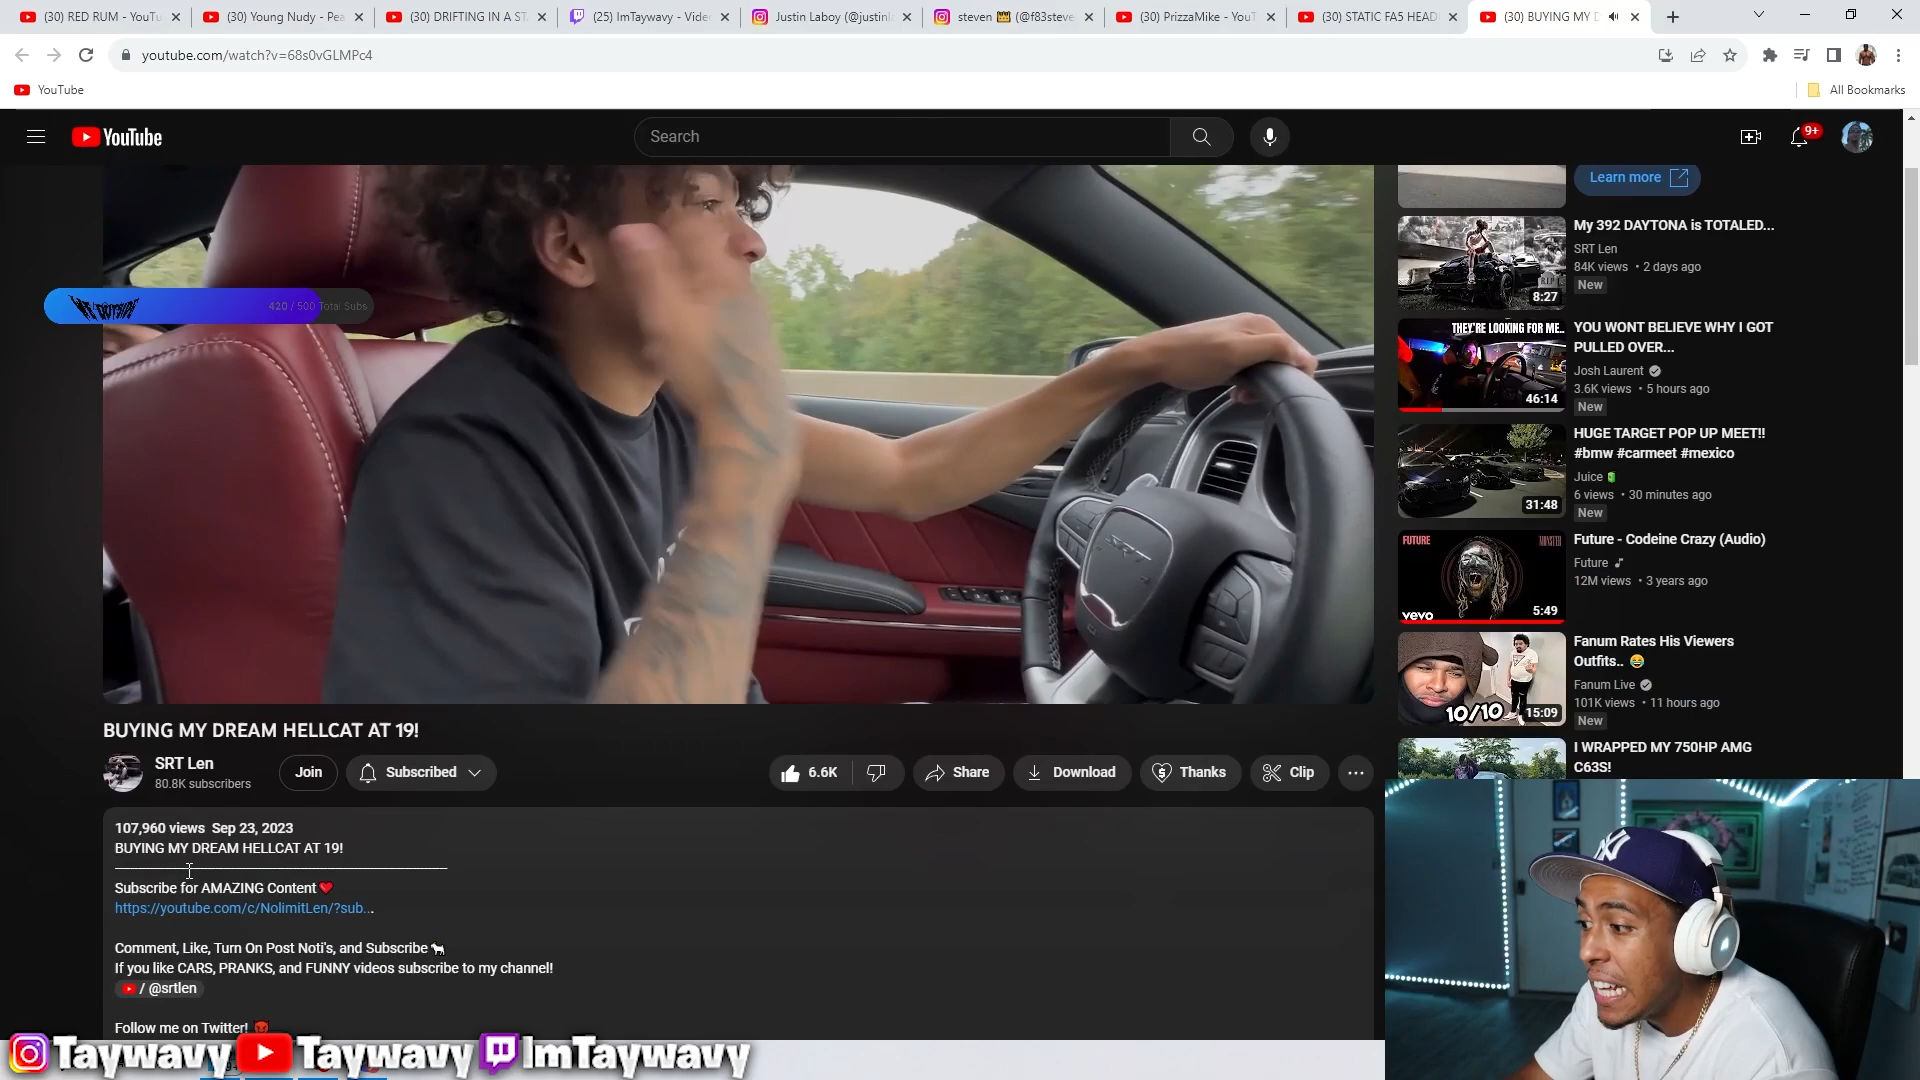 (30) RED RUM - YouTu
(30) Young Nudy - Pea
(30) DRIFTING IN A ST
(25) ImTaywavy - Video
Justin Laboy (@justinla
steven 👑 (@f83steve
(30) PrizzaMike - YouT
(30) STATIC FA5 HEAD
(30) BUYING MY D
youtube.com/watch?v=68s0vGLMPc4
YouTube
All Bookmarks
YouTube
Search
9+
Learn more
My 392 DAYTONA is TOTALED...
SRT Len
84K views • 2 days ago
New
8:27
420 / 500 Total Subs
THEY'RE LOOKING FOR ME..
YOU WONT BELIEVE WHY I GOT
PULLED OVER...
Josh Laurent
3.6K views • 5 hours ago
New
46:14
HUGE TARGET POP UP MEET!!
#bmw #carmeet #mexico
Juice
6 views • 30 minutes ago
New
31:48
FUTURE
MONSTER
Future - Codeine Crazy (Audio)
Future
12M views • 3 years ago
vevo
5:49
SRT
Fanum Rates His Viewers
Outfits.. 😂
Fanum Live
101K views • 11 hours ago
New
10/10
15:09
I WRAPPED MY 750HP AMG
C63S!
BUYING MY DREAM HELLCAT AT 19!
SRT Len
80.8K subscribers
Join
Subscribed
6.6K
Share
Download
Thanks
Clip
107,960 views Sep 23, 2023
BUYING MY DREAM HELLCAT AT 19!
Subscribe for AMAZING Content❤️
https://youtube.com/c/NolimitLen/?sub...
Comment, Like, Turn On Post Noti's, and Subscribe 🐐
If you like CARS, PRANKS, and FUNNY videos subscribe to my channel!
/ @srtlen
Follow me on Twitter! 👿
Taywavy
Taywavy
ImTaywavy